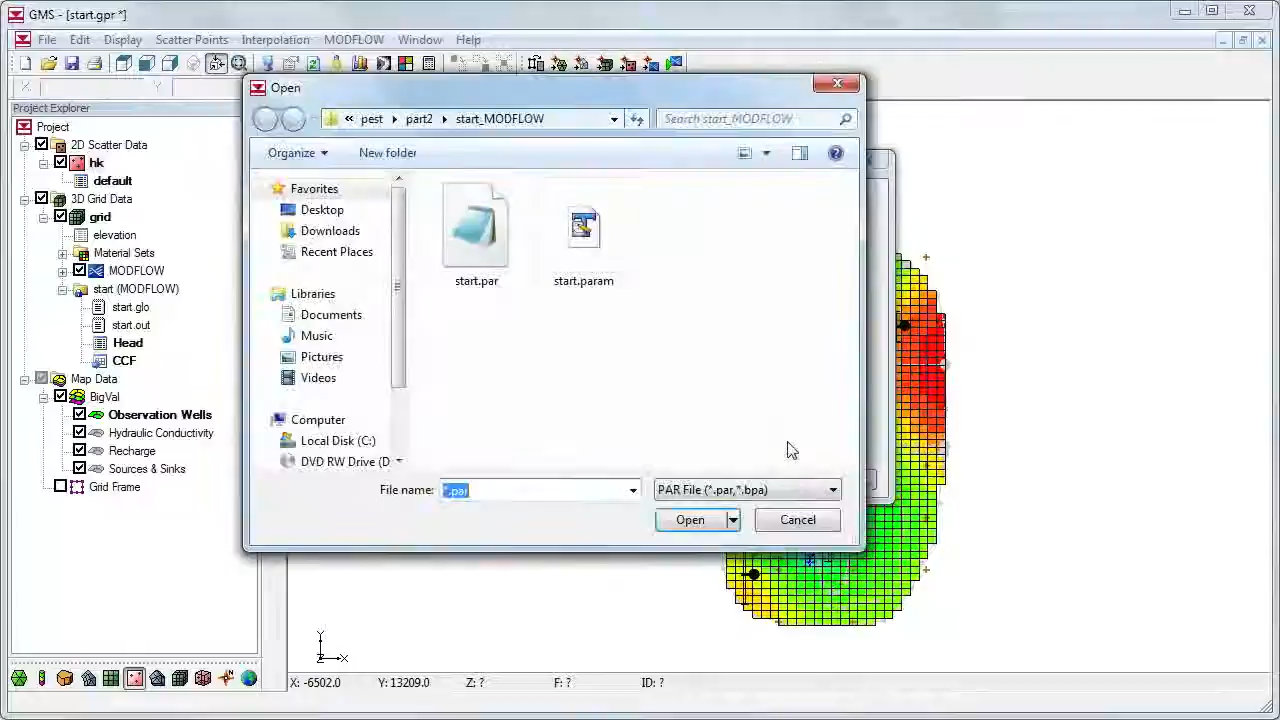 GMS - [start.gpr *]
File Edit Display Scatter Points Interpolation MODFLOW Window Help
Project Explorer
Project
2D Scatter Data
hk
default
3D Grid Data
grid
elevation
Material Sets
MODFLOW
start (MODFLOW)
start.glo
start.out
Head
CCF
Map Data
BigVal
Observation Wells
Hydraulic Conductivity
Recharge
Sources & Sinks
Grid Frame
Open
« pest part2 start_MODFLOW
Search start_MODFLOW
Organize New folder
Favorites
Desktop
Downloads
Recent Places
Libraries
Documents
Music
Pictures
Videos
Computer
Local Disk (C:)
DVD RW Drive (D
start.par
start.param
File name: *.par
PAR File (*.par,*.bpa)
Open Cancel
Y
Z X
X: -6502.0 Y: 13209.0 Z: ? F: ? ID: ?